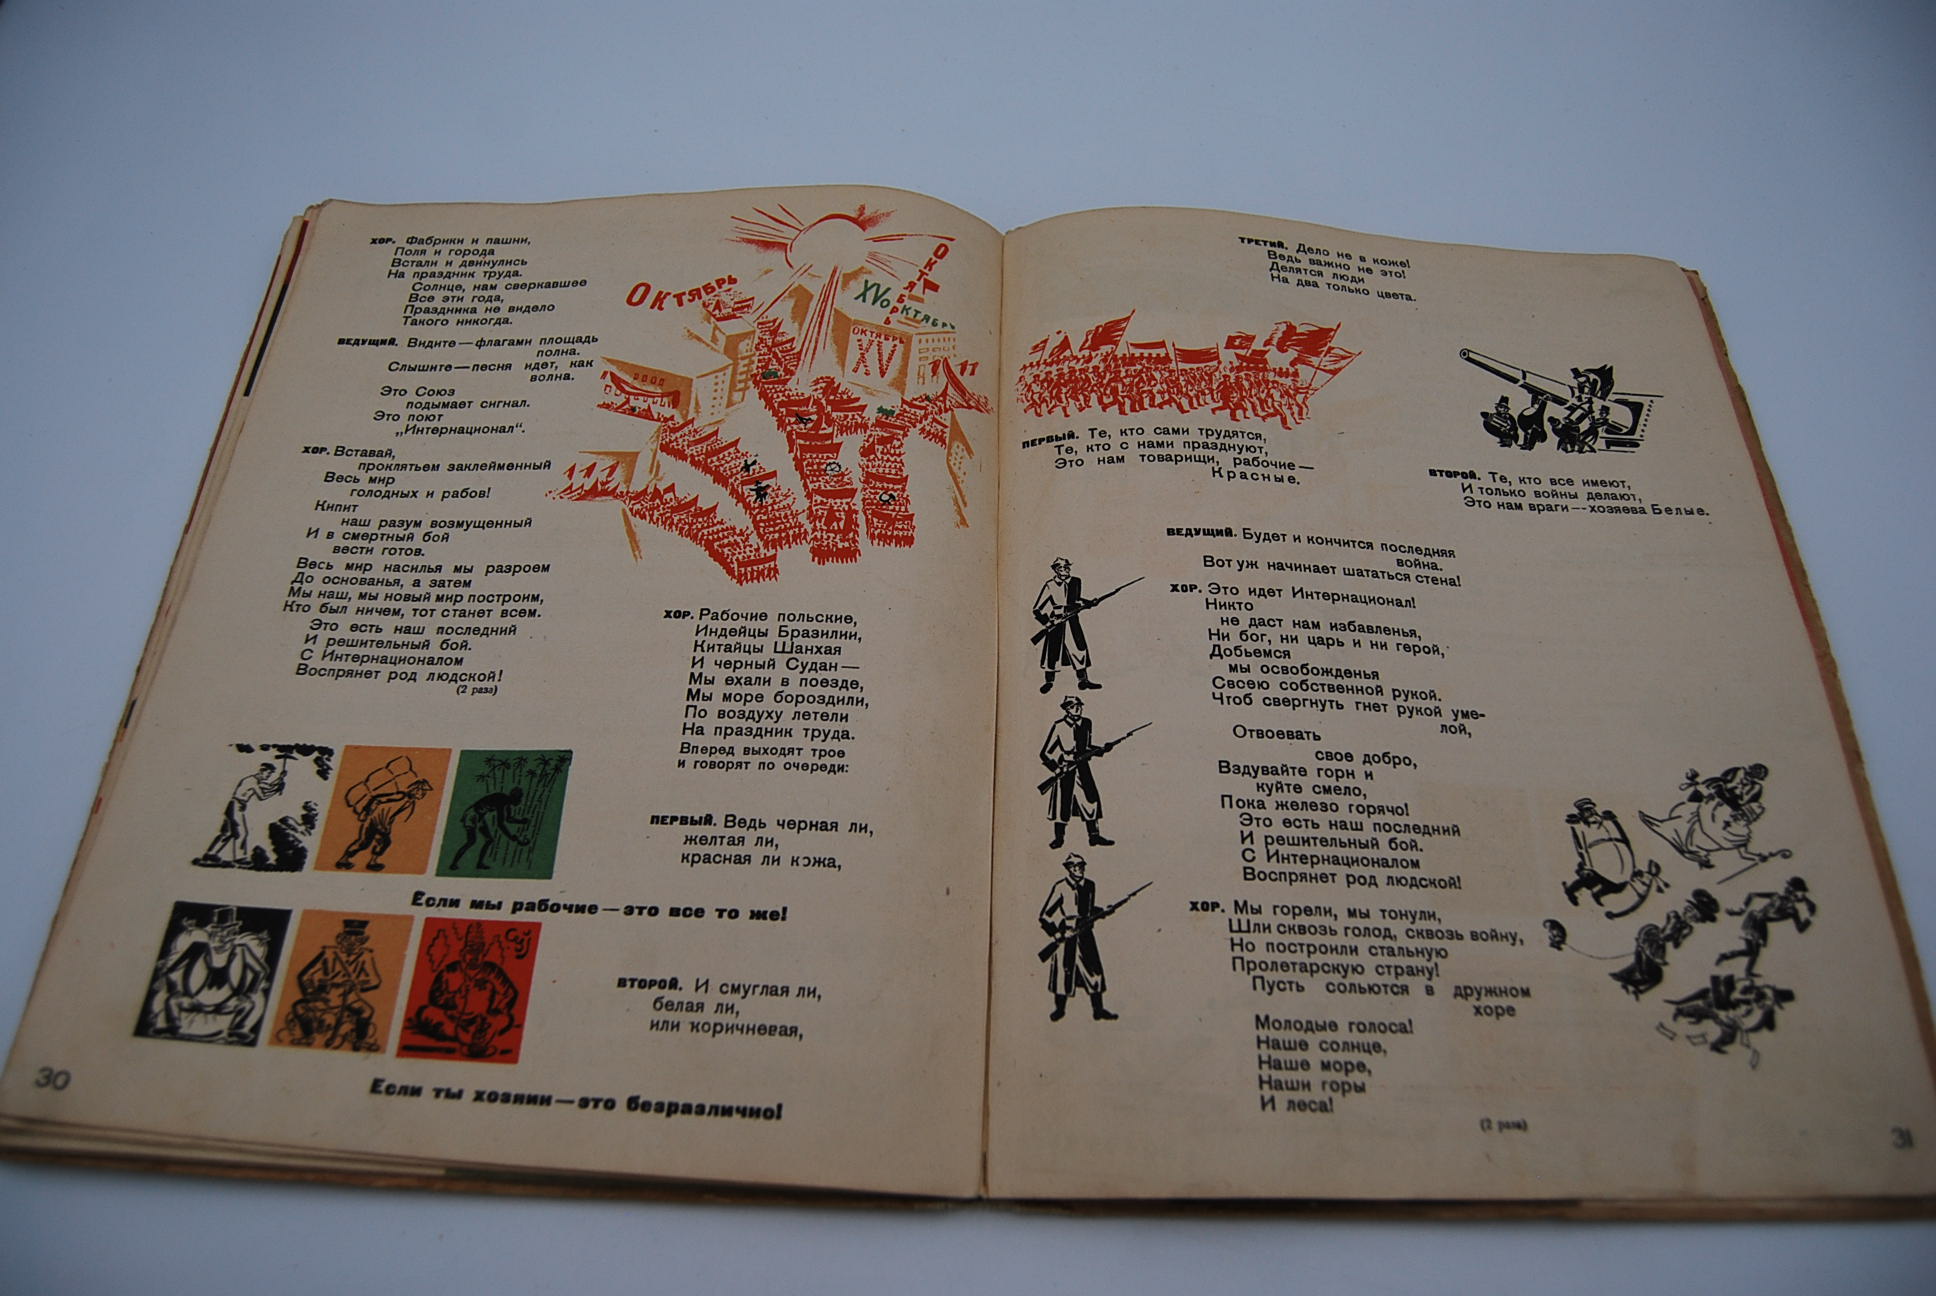 ХОР. Фабрики и пашни,
Поля и города
Встали и двинулись
На праздник труда.
Солнце, нам сверкавшее
Все эти года,
Праздника не видело
Такого никогда.
ВЕДУЩИЙ. Видите—флагами площадь
полна.
Слышите—песня идет, как
волна.
Это Союз
подымает сигнал.
Это поют
„Интернационал“.
ХОР. Вставай,
проклятьем заклейменный
Весь мир
голодных и рабов!
Кипит
наш разум возмущенный
И в смертный бой
вести готов.
Весь мир насилья мы разроем
До основанья, а затем
Мы наш, мы новый мир построим,
Кто был ничем, тот станет всем.
Это есть наш последний
И решительный бой.
С Интернационалом
Воспрянет род людской!
(2 раза)
ОКТЯБРЬ
ОКТЯБРЬ
XV ОКТЯБРЬ
ОКТЯБРЬ
XV
ХОР. Рабочие польские,
Индейцы Бразилии,
Китайцы Шанхая
И черный Судан—
Мы ехали в поезде,
Мы море бороздили,
По воздуху летели
На праздник труда.
Вперед выходят трое
и говорят по очереди:
ПЕРВЫЙ. Ведь черная ли,
желтая ли,
красная ли кожа,
Если мы рабочие—это все то же!
ВТОРОЙ. И смуглая ли,
белая ли,
или коричневая,
Если ты хозяин—это безразлично!
30
ТРЕТИЙ. Дело не в коже!
Ведь важно не это!
Делятся люди
На два только цвета.
ПЕРВЫЙ. Те, кто сами трудятся,
Те, кто с нами празднуют,
Это нам товарищи, рабочие—
Красные.
ВТОРОЙ. Те, кто все имеют,
И только войны делают,
Это нам враги—хозяева Белые.
ВЕДУЩИЙ. Будет и кончится последняя
война.
Вот уж начинает шататься стена!
ХОР. Это идет Интернационал!
Никто
не даст нам избавленья,
Ни бог, ни царь и ни герой,
Добьемся
мы освобожденья
Своею собственной рукой.
Чтоб свергнуть гнет рукой уме-
лой,
Отвоевать
свое добро,
Вздувайте горн и
куйте смело,
Пока железо горячо!
Это есть наш последний
И решительный бой.
С Интернационалом
Воспрянет род людской!
ХОР. Мы горели, мы тонули,
Шли сквозь голод, сквозь войну,
Но построили стальную
Пролетарскую страну!
Пусть сольются в дружном
хоре
Молодые голоса!
Наше солнце,
Наше море,
Наши горы
И леса!
(2 раза)
31